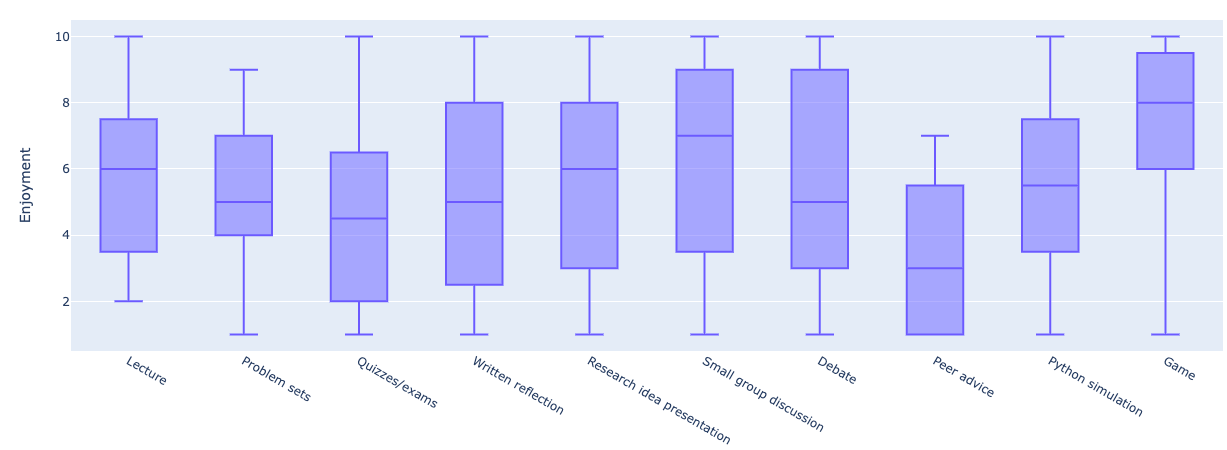 Enjoyment
10
8
6
4
2
Lecture
Problem sets
Quizzes/exams
Written reflection
Research idea presentation
Small group discussion
Debate
Peer advice
Python simulation
Game